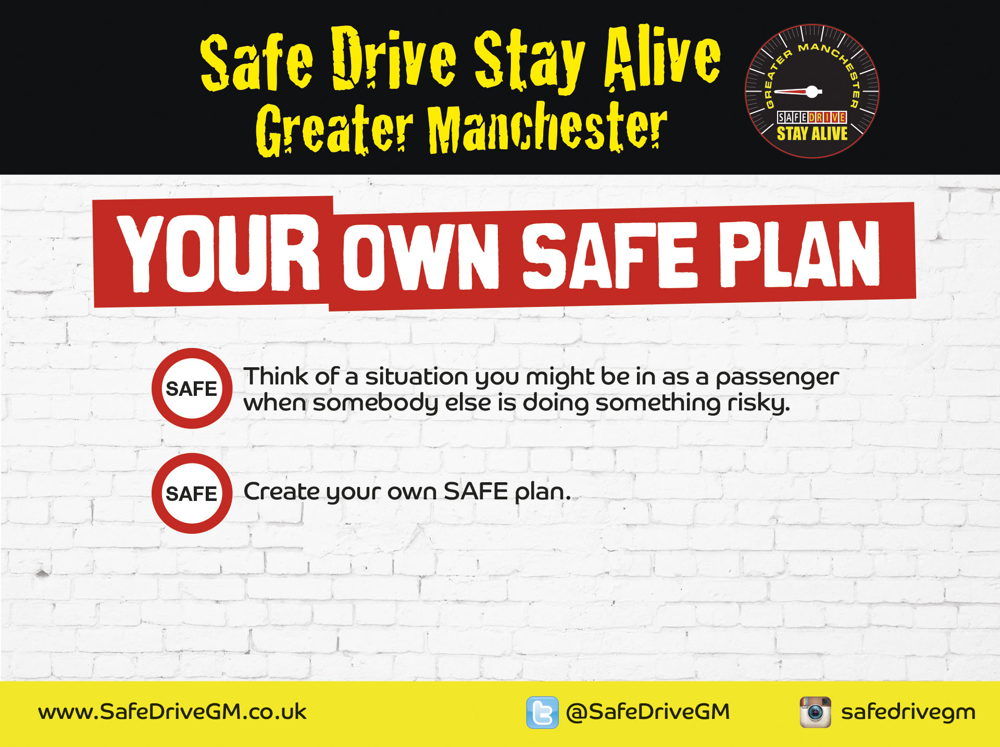 Safe Drive Stay Alive
Greater Manchester
GREATER MANCHESTER
SAFEDRIVE
STAY ALIVE
YOUR OWN SAFE PLAN
SAFE
Think of a situation you might be in as a passenger
when somebody else is doing something risky.
SAFE
Create your own SAFE plan.
www.SafeDriveGM.co.uk
@SafeDriveGM
safedrivegm